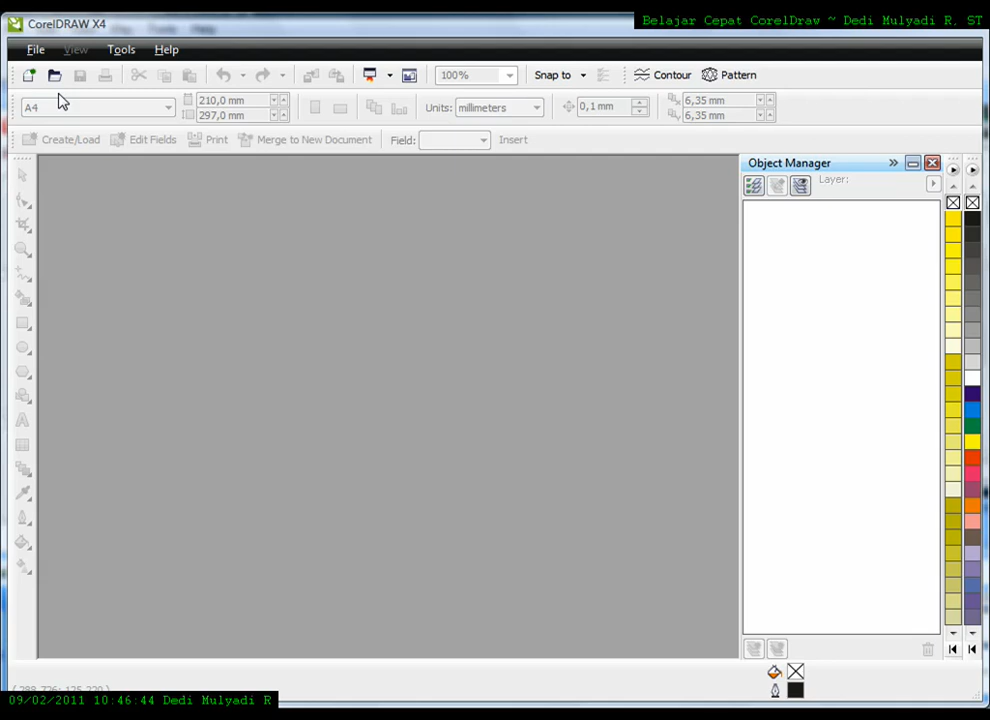 CorelDRAW X4
Belajar Cepat CorelDraw ~ Dedi Mulyadi R, ST
File View Tools Help
100% Snap to Contour Pattern
A4 210,0 mm 297,0 mm Units: millimeters 0,1 mm 6,35 mm 6,35 mm
Create/Load Edit Fields Print Merge to New Document Field: Insert
Object Manager
Layer:
09/02/2011 10:46:44 Dedi Mulyadi R